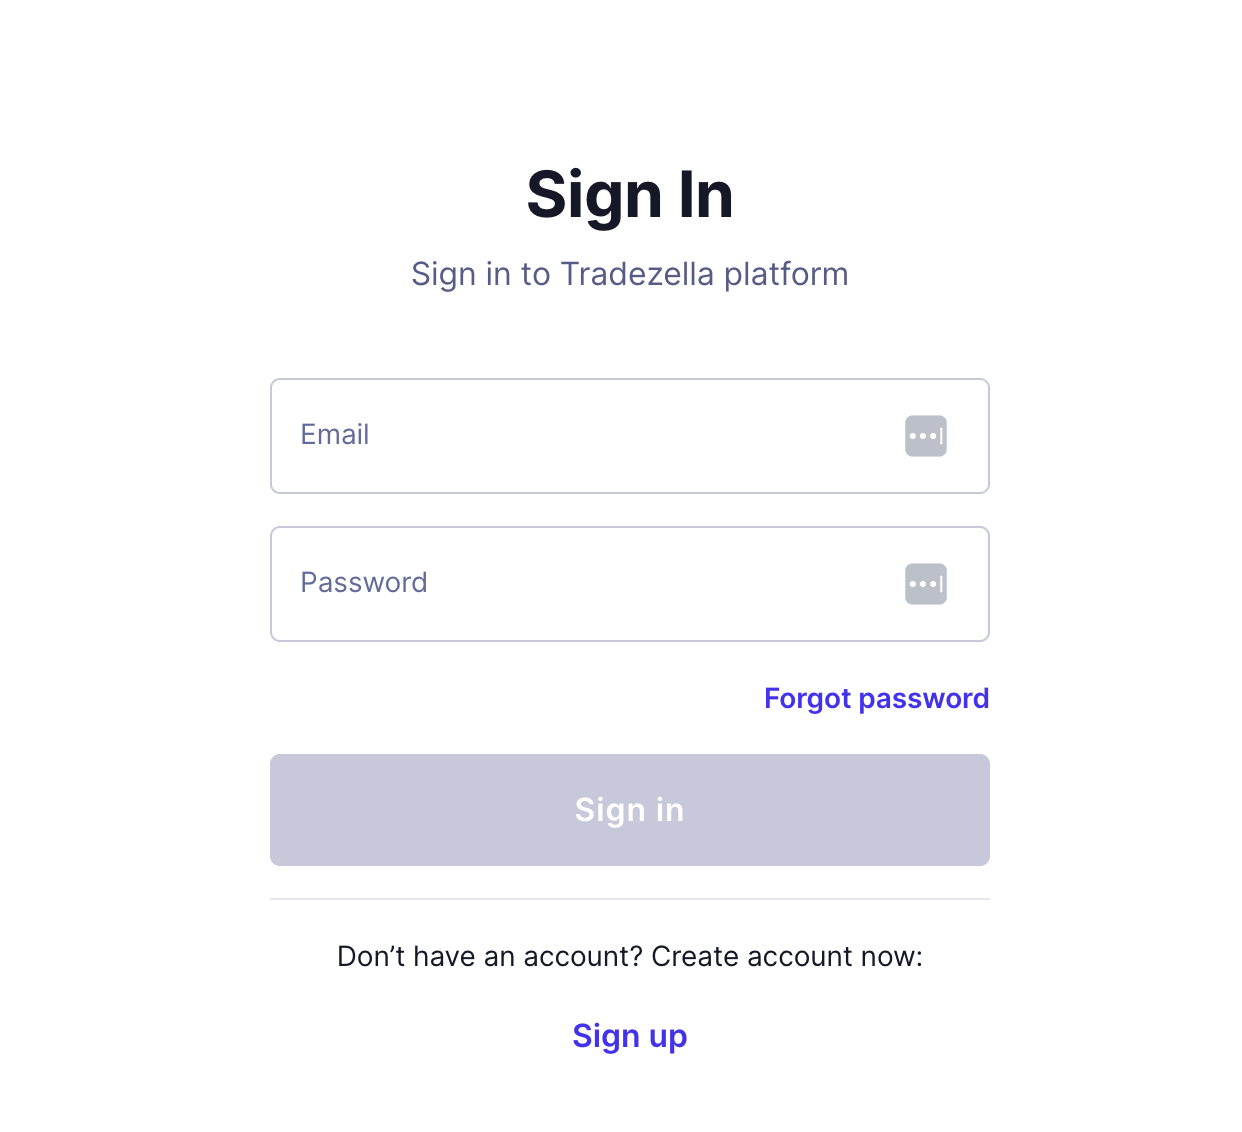 Sign In
Sign in to Tradezella platform
Email
Password
Forgot password
Sign in
Don’t have an account? Create account now:
Sign up